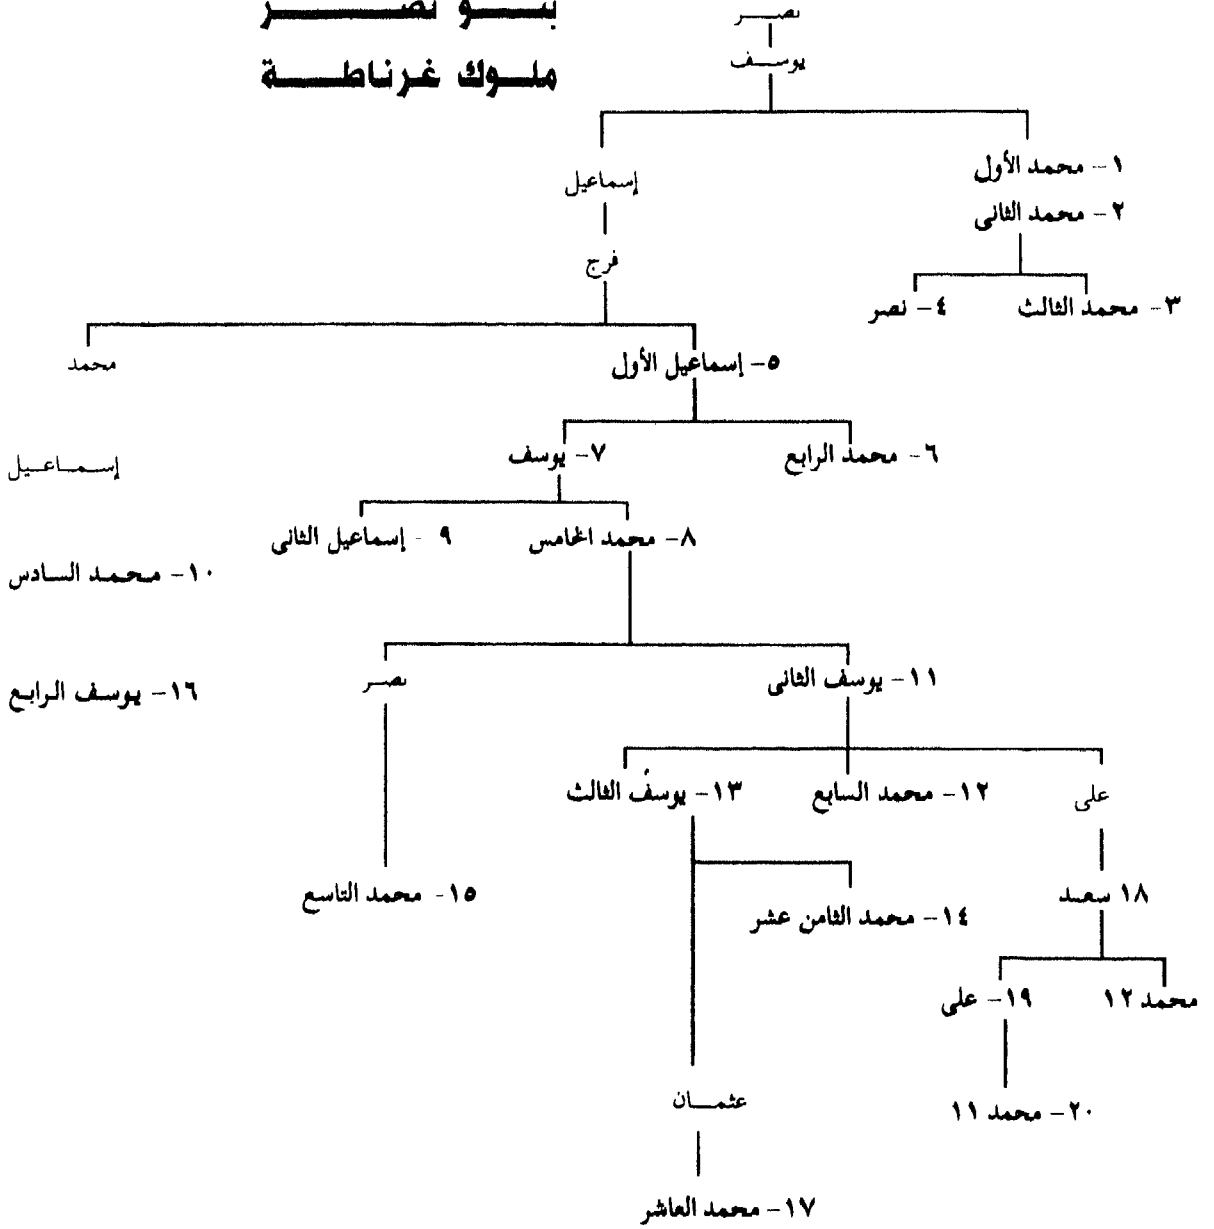 بنو نصر
ملوك غرناطة
نصر
يوسف
١- محمد الأول
إسماعيل
٢- محمد الثانى
فرج
٣- محمد الثالث
٤- نصر
٥- إسماعيل الأول
محمد
٦- محمد الرابع
٧- يوسف
إسماعيل
٨- محمد الخامس
٩ - إسماعيل الثانى
١٠- محمد السادس
١١- يوسف الثانى
نصر
١٦- يوسف الرابع
على
١٢- محمد السابع
١٣- يوسف الثالث
١٨ سعد
١٥- محمد التاسع
١٤- محمد الثامن عشر
محمد ١٢
١٩- على
عثمان
٢٠- محمد ١١
١٧- محمد العاشر